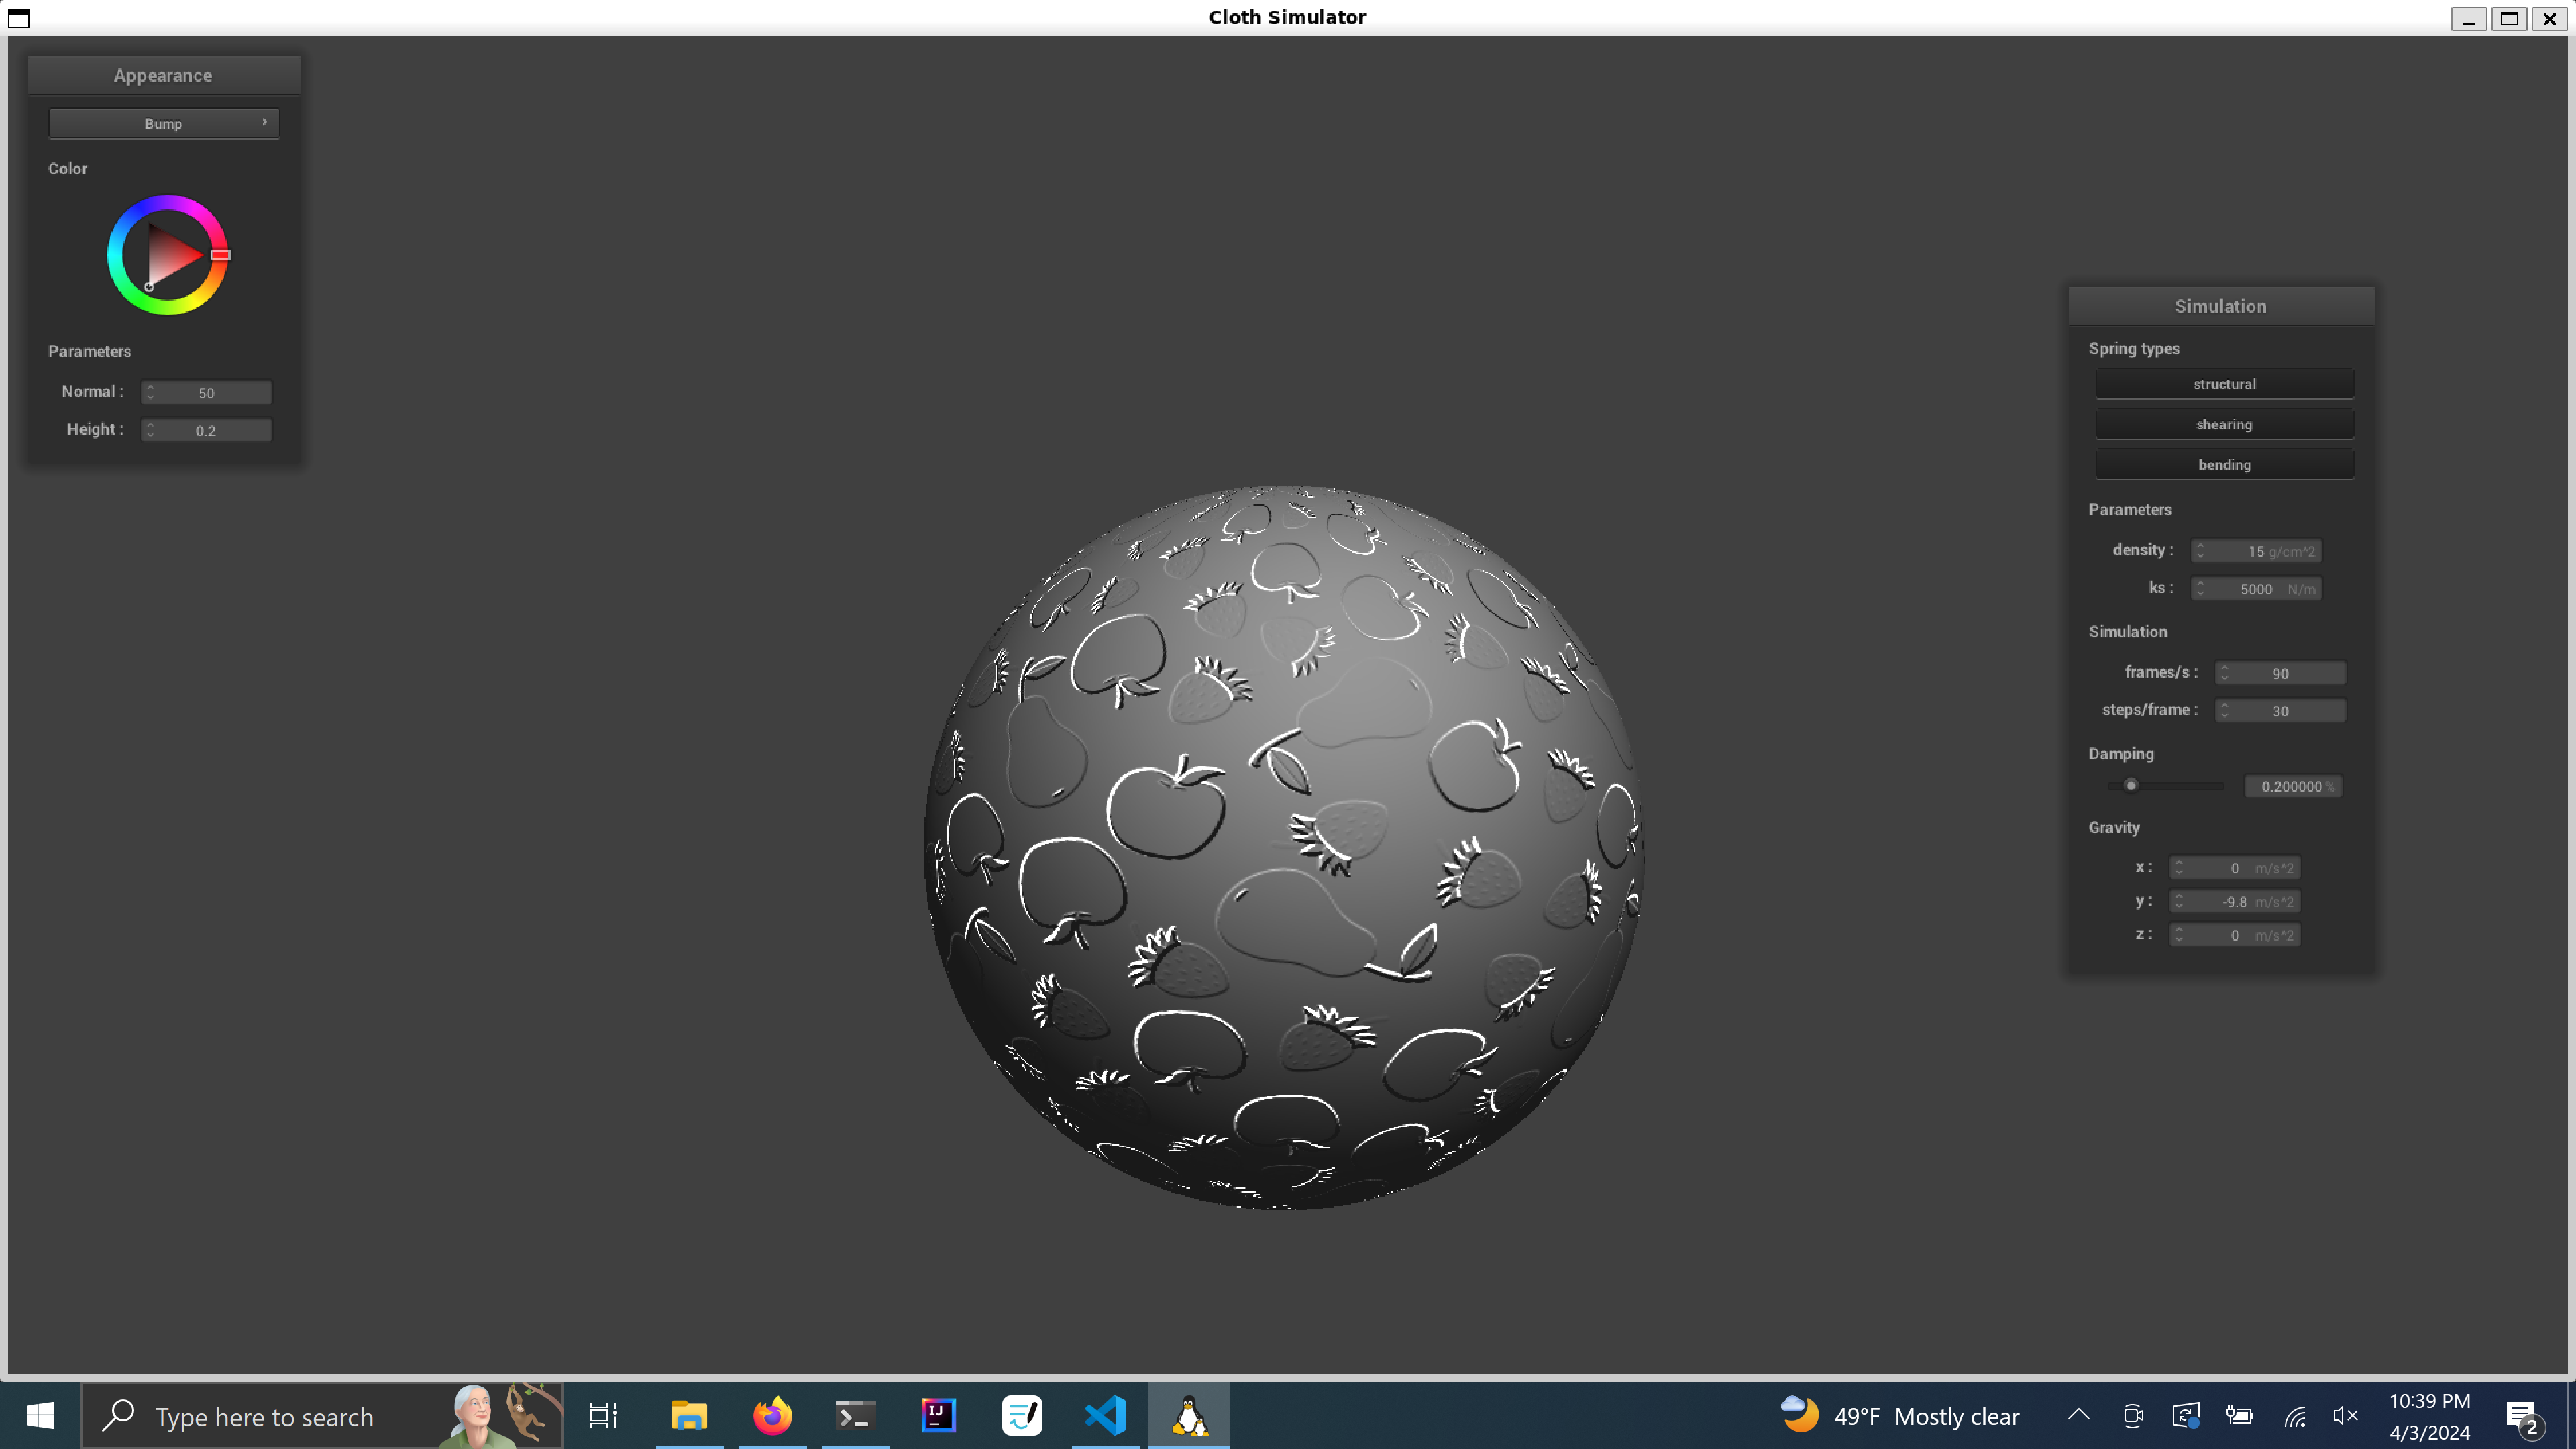 Cloth Simulator
Appearance
Bump
Color
Parameters
Normal : 50
Height : 0.2
Simulation
Spring types
structural
shearing
bending
Parameters
density : 15 g/cm^2
ks : 5000 N/m
Simulation
frames/s : 90
steps/frame : 30
Damping
0.200000 %
Gravity
x : 0 m/s^2
y : -9.8 m/s^2
z : 0 m/s^2
Type here to search
IJ
49°F Mostly clear
10:39 PM
4/3/2024
2